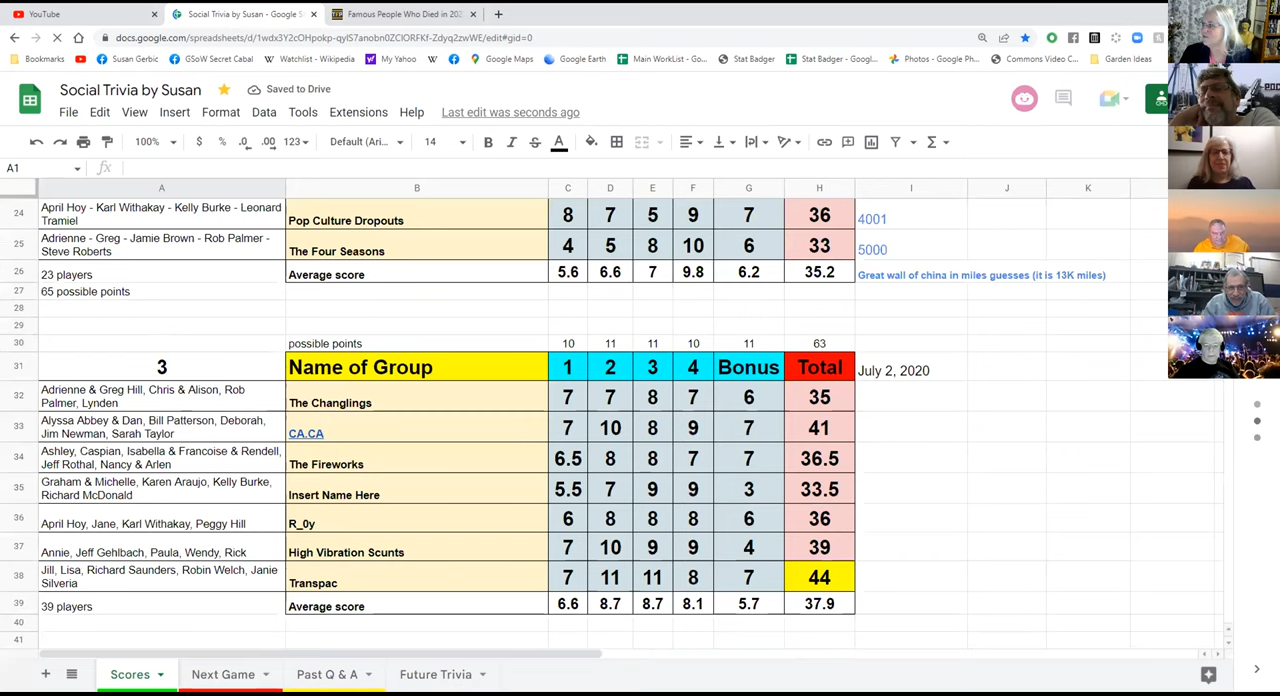 YouTube
Social Trivia by Susan - Google S
Famous People Who Died in 202
docs.google.com/spreadsheets/d/1wdx3Y2cOHpokp-qylS7anobn0ZClORFKf-Zdyq2zwWE/edit#gid=0
Bookmarks
Susan Gerbic
GSoW Secret Cabal
Watchlist - Wikipedia
My Yahoo
Google Maps
Google Earth
Main WorkList - Go...
Stat Badger
Stat Badger - Googl...
Photos - Google Ph...
Commons Video C...
Garden Ideas
Social Trivia by Susan
Saved to Drive
File Edit View Insert Format Data Tools Extensions Help Last edit was seconds ago
100% $ % .0 .00 123 Default (Ari... 14 B I S A
A1 fx
A B C D E F G H I J K
24 April Hoy - Karl Withakay - Kelly Burke - Leonard Tramiel Pop Culture Dropouts 8 7 5 9 7 36 4001
25 Adrienne - Greg - Jamie Brown - Rob Palmer - Steve Roberts The Four Seasons 4 5 8 10 6 33 5000
26 23 players Average score 5.6 6.6 7 9.8 6.2 35.2 Great wall of china in miles guesses (it is 13K miles)
27 65 possible points
28
29
30 possible points 10 11 11 10 11 63
31 3 Name of Group 1 2 3 4 Bonus Total July 2, 2020
32 Adrienne & Greg Hill, Chris & Alison, Rob Palmer, Lynden The Changlings 7 7 8 7 6 35
33 Alyssa Abbey & Dan, Bill Patterson, Deborah, Jim Newman, Sarah Taylor CA.CA 7 10 8 9 7 41
34 Ashley, Caspian, Isabella & Francoise & Rendell, Jeff Rothal, Nancy & Arlen The Fireworks 6.5 8 8 7 7 36.5
35 Graham & Michelle, Karen Araujo, Kelly Burke, Richard McDonald Insert Name Here 5.5 7 9 9 3 33.5
36 April Hoy, Jane, Karl Withakay, Peggy Hill R_0y 6 8 8 8 6 36
37 Annie, Jeff Gehlbach, Paula, Wendy, Rick High Vibration Scunts 7 10 9 9 4 39
38 Jill, Lisa, Richard Saunders, Robin Welch, Janie Silveria Transpac 7 11 11 8 7 44
39 39 players Average score 6.6 8.7 8.7 8.1 5.7 37.9
40
41
Scores Next Game Past Q & A Future Trivia